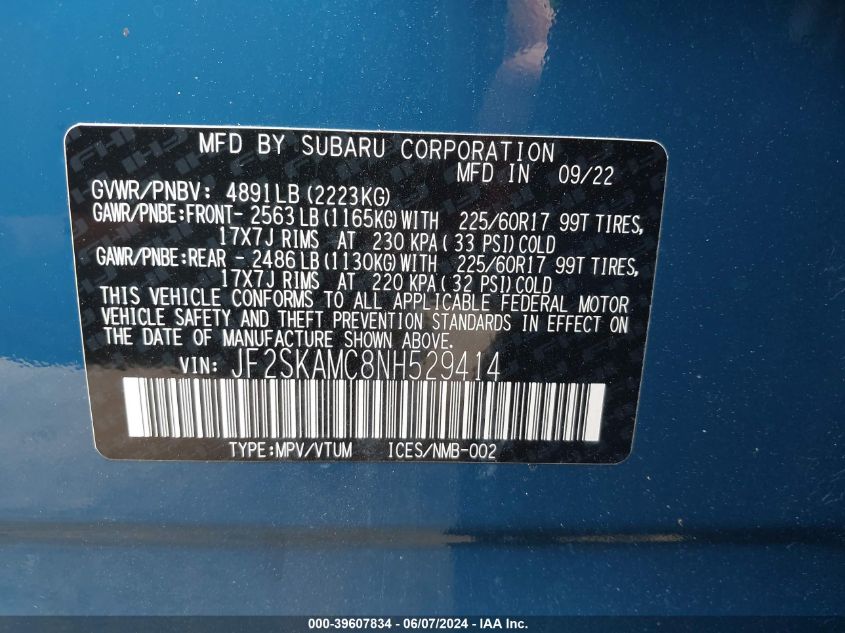 MFD BY SUBARU CORPORATION
MFD IN 09/22
GVWR/PNBV: 4891LB (2223KG)
GAWR/PNBE:FRONT- 2563LB(1165KG)WITH 225/60R17 99T TIRES,
17X7J RIMS AT 230 KPA(33 PSI)COLD
GAWR/PNBE:REAR - 2486LB(1130KG)WITH 225/60R17 99T TIRES,
17X7J RIMS AT 220 KPA(32 PSI)COLD
THIS VEHICLE CONFORMS TO ALL APPLICABLE FEDERAL MOTOR
VEHICLE SAFETY AND THEFT PREVENTION STANDARDS IN EFFECT ON
THE DATE OF MANUFACTURE SHOWN ABOVE.
VIN: JF2SKAMC8NH529414
TYPE:MPV/VTUM ICES/NMB-002
000-39607834 - 06/07/2024 - IAA Inc.